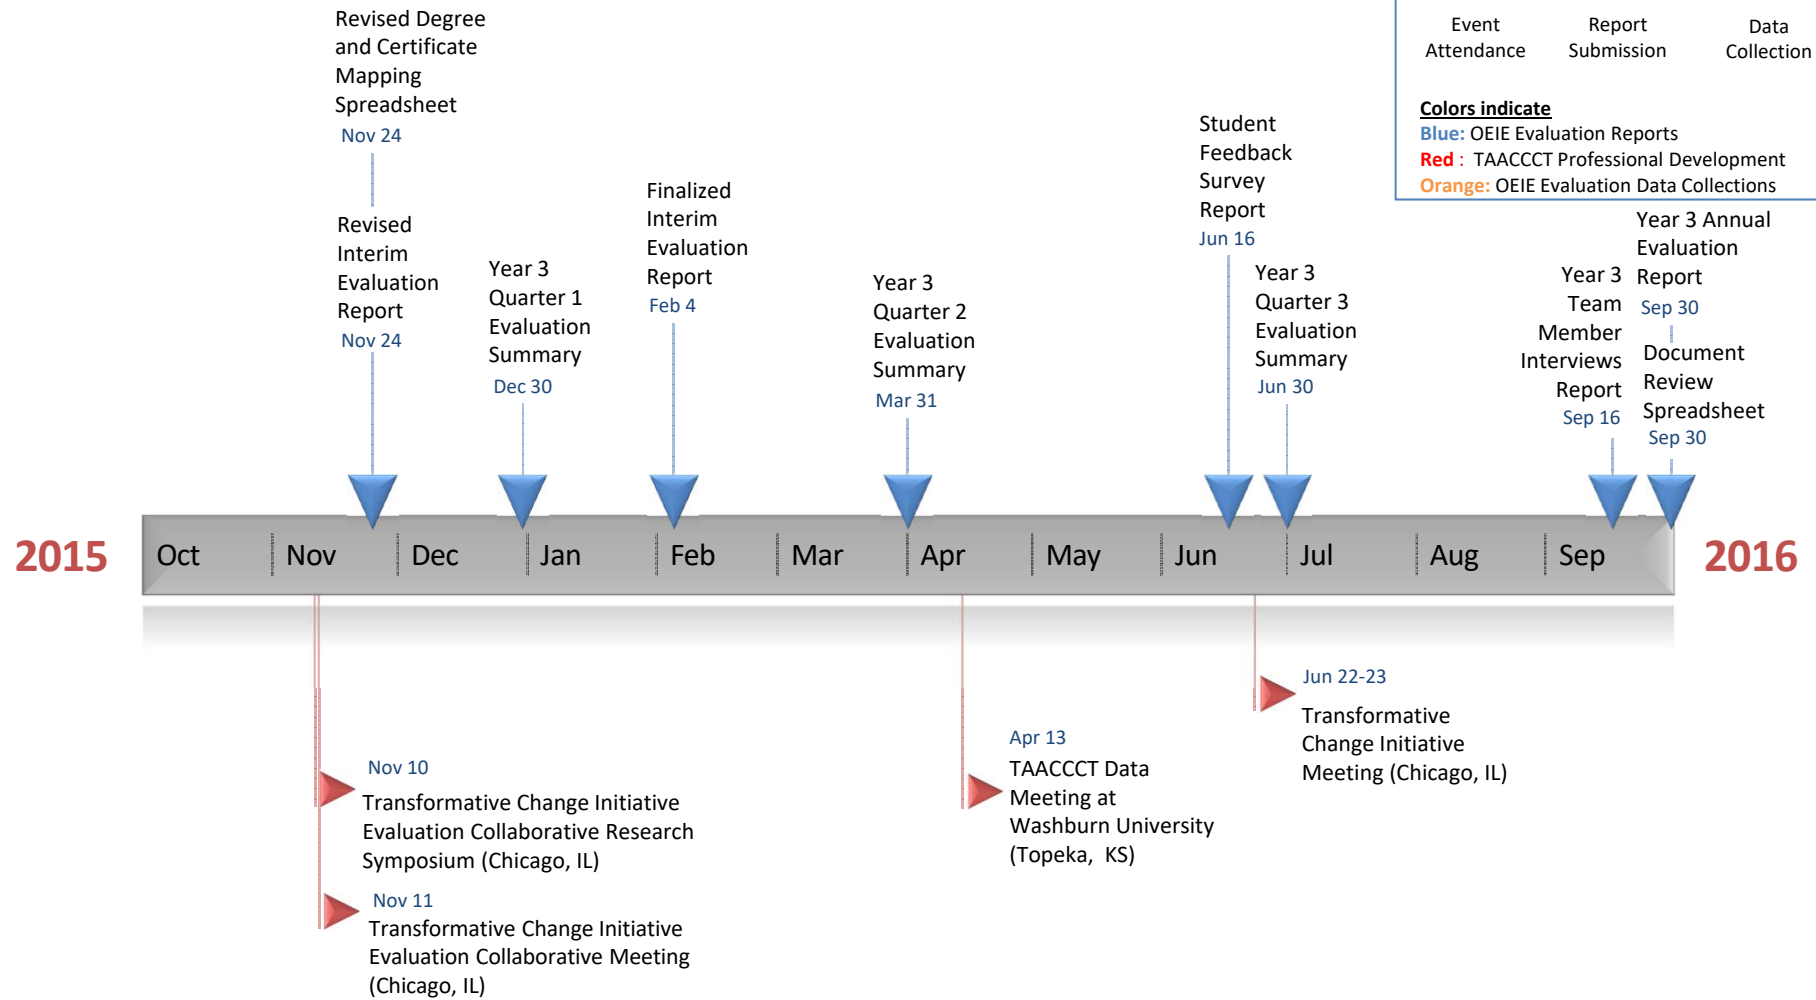 Revised Degree
and Certificate
Mapping
Spreadsheet
Nov 24
Revised
Interim
Evaluation
Report
Nov 24
Year 3
Quarter 1
Evaluation
Summary
Dec 30
Finalized
Interim
Evaluation
Report
Feb 4
Year 3
Quarter 2
Evaluation
Summary
Mar 31
Student
Feedback
Survey
Report
Jun 16
Year 3
Quarter 3
Evaluation
Summary
Jun 30
Event
Attendance
Report
Submission
Data
Collection
Colors indicate
Blue: OEIE Evaluation Reports
Red : TAACCCT Professional Development
Orange: OEIE Evaluation Data Collections
Year 3
Team
Member
Interviews
Report
Sep 16
Year 3 Annual
Evaluation
Report
Sep 30
Document
Review
Spreadsheet
Sep 30
2015 Oct Nov Dec Jan Feb Mar Apr May Jun Jul Aug Sep 2016
Nov 10
Transformative Change Initiative
Evaluation Collaborative Research
Symposium (Chicago, IL)
Nov 11
Transformative Change Initiative
Evaluation Collaborative Meeting
(Chicago, IL)
Apr 13
TAACCCT Data
Meeting at
Washburn University
(Topeka, KS)
Jun 22-23
Transformative
Change Initiative
Meeting (Chicago, IL)